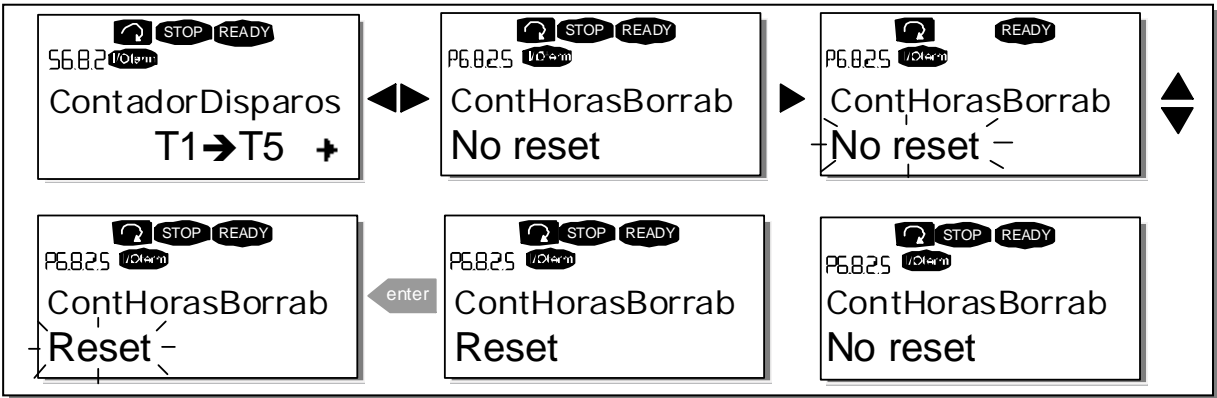 STOP READY
S6.8.2 I/Oterm
ContadorDisparos
T1➔T5
STOP READY
P6.8.2.5 I/Oterm
ContHorasBorrab
No reset
READY
P6.8.2.5 I/Oterm
ContHorasBorrab
No reset
STOP READY
P6.8.2.5 I/Oterm
ContHorasBorrab
Reset
enter
STOP READY
P6.8.2.5 I/Oterm
ContHorasBorrab
Reset
STOP READY
P6.8.2.5 I/Oterm
ContHorasBorrab
No reset